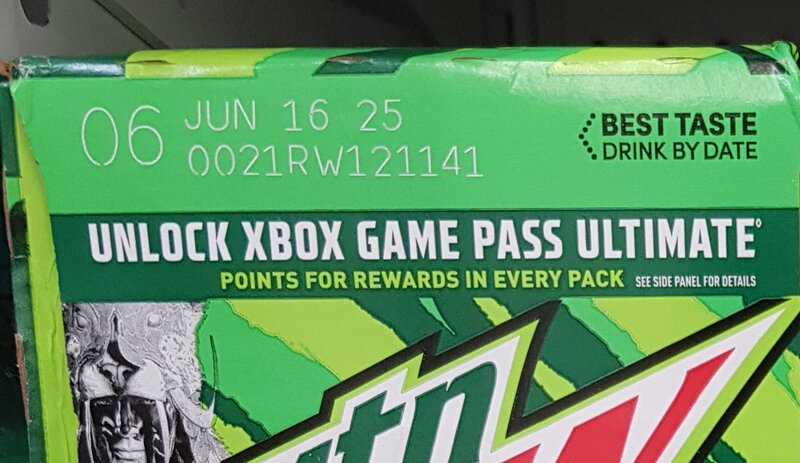 06 JUN 16 25
0021RW121141
BEST TASTE
DRINK BY DATE
UNLOCK XBOX GAME PASS ULTIMATE◊
POINTS FOR REWARDS IN EVERY PACK SEE SIDE PANEL FOR DETAILS
mtn